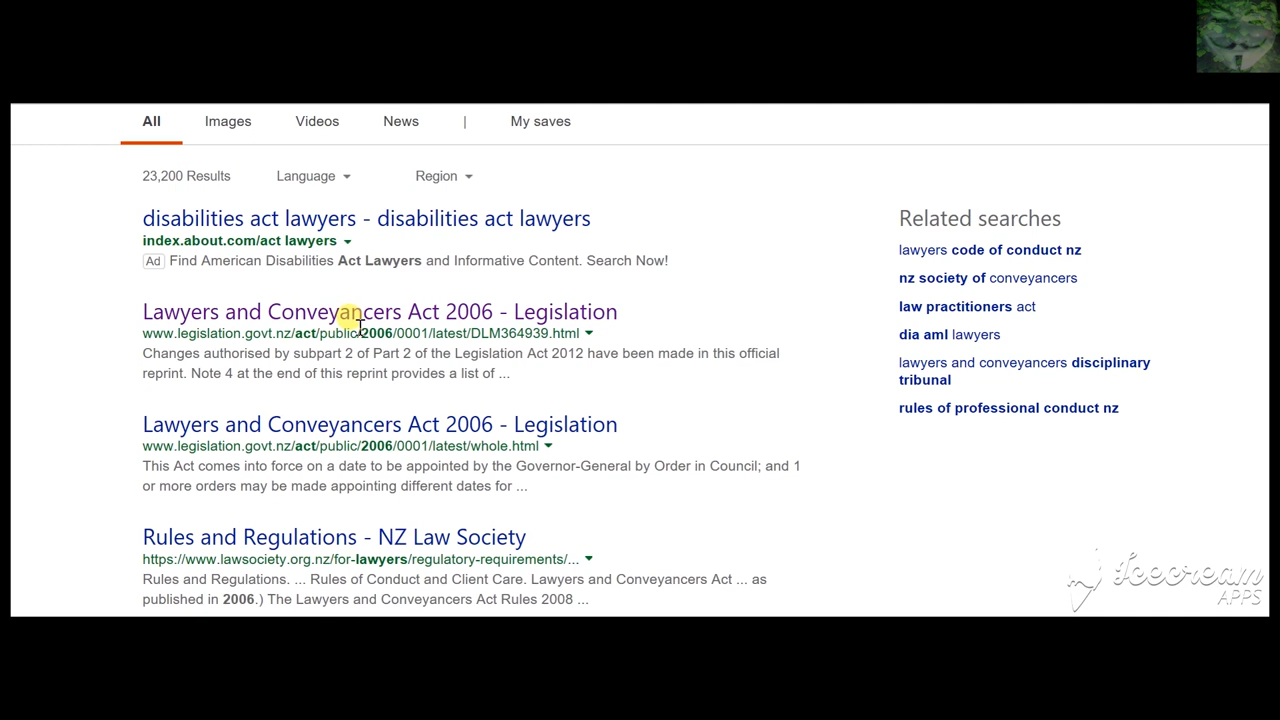 All Images Videos News | My saves
23,200 Results Language Region
disabilities act lawyers - disabilities act lawyers
index.about.com/act lawyers
Ad Find American Disabilities Act Lawyers and Informative Content. Search Now!
Lawyers and Conveyancers Act 2006 - Legislation
www.legislation.govt.nz/act/public/2006/0001/latest/DLM364939.html
Changes authorised by subpart 2 of Part 2 of the Legislation Act 2012 have been made in this official
reprint. Note 4 at the end of this reprint provides a list of ...
Lawyers and Conveyancers Act 2006 - Legislation
www.legislation.govt.nz/act/public/2006/0001/latest/whole.html
This Act comes into force on a date to be appointed by the Governor-General by Order in Council; and 1
or more orders may be made appointing different dates for ...
Rules and Regulations - NZ Law Society
https://www.lawsociety.org.nz/for-lawyers/regulatory-requirements/...
Rules and Regulations. ... Rules of Conduct and Client Care. Lawyers and Conveyancers Act ... as
published in 2006.) The Lawyers and Conveyancers Act Rules 2008 ...
Related searches
lawyers code of conduct nz
nz society of conveyancers
law practitioners act
dia aml lawyers
lawyers and conveyancers disciplinary
tribunal
rules of professional conduct nz
Icecream
APPS